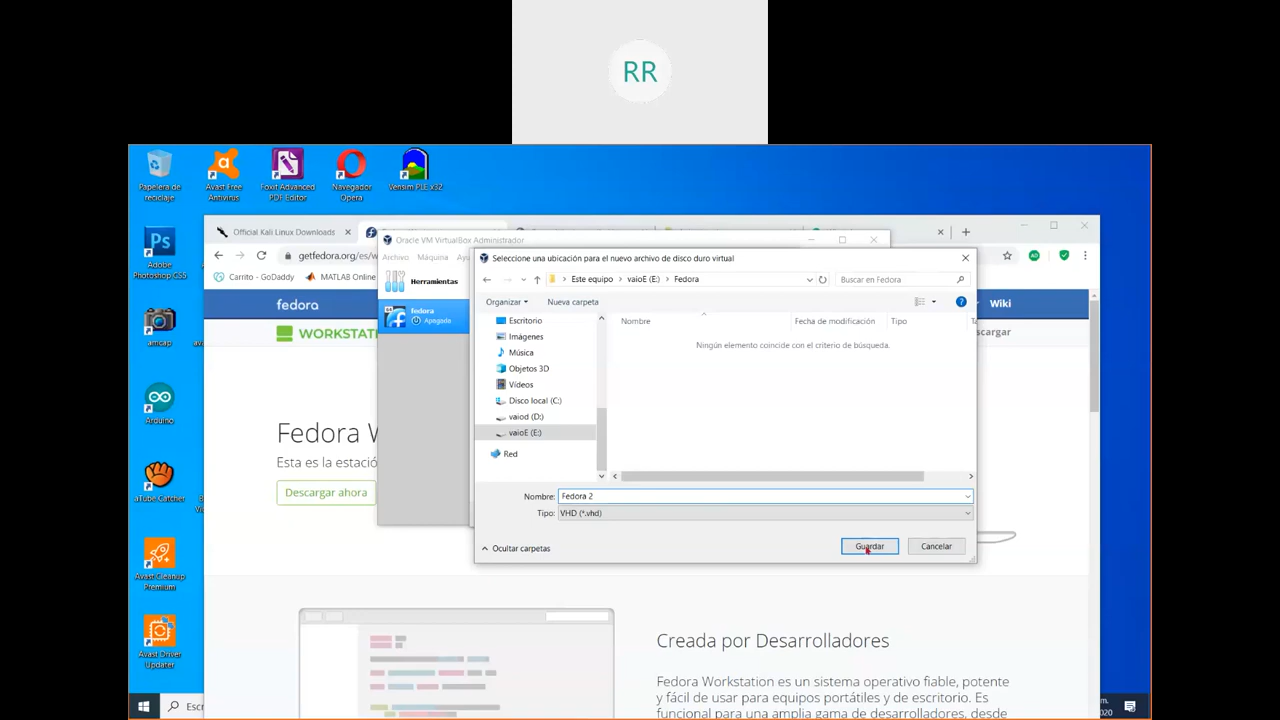 RR
Papelera de reciclaje
Avast Free Antivirus
Foxit Advanced PDF Editor
Navegador Opera
Vensim PLE x32
Official Kali Linux Downloads
Oracle VM VirtualBox Administrador
getfedora.org/es/w
Archivo Máquina Ayu
Carrito - GoDaddy
MATLAB Online
Herramientas
fedora
Wiki
fedora
Apagado
WORKSTAT
scargar
Seleccione una ubicación para el nuevo archivo de disco duro virtual
Este equipo > vaioE (E:) > Fedora
Buscar en Fedora
Organizar
Nueva carpeta
Escritorio
Imágenes
Música
Objetos 3D
Vídeos
Disco local (C:)
vaiod (D:)
vaioE (E:)
Red
Nombre
Fecha de modificación
Tipo
Ta
Ningún elemento coincide con el criterio de búsqueda.
Nombre: Fedora 2
Tipo: VHD (*.vhd)
Ocultar carpetas
Guardar
Cancelar
Adobe Photoshop CS5
amcap
Arduino
aTube Catcher
Avast Cleanup Premium
Avast Driver Updater
Fedora W
Esta es la estació
Descargar ahora
Creada por Desarrolladores
Fedora Workstation es un sistema operativo fiable, potente
y fácil de usar para equipos portátiles y de escritorio. Es
funcional para una amplia gama de desarrolladores, desde
Escr
m.
020